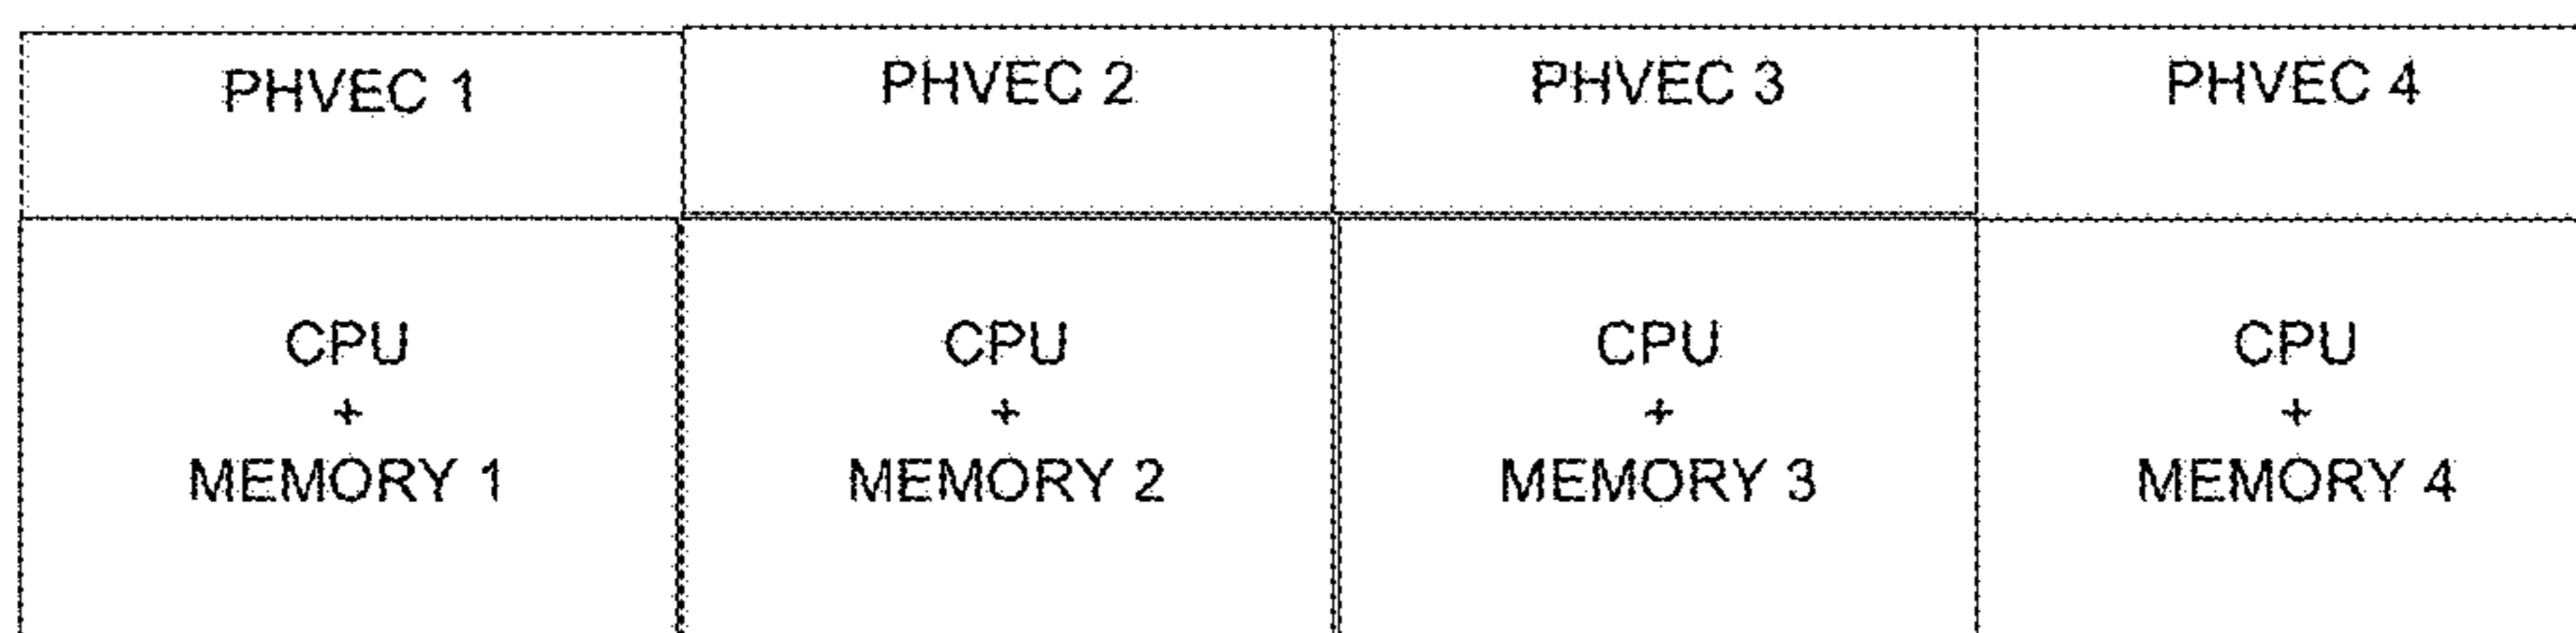 PHVEC 1 PHVEC 2 PHVEC 3 PHVEC 4
CPU CPU CPU CPU
+ + + +
MEMORY 1 MEMORY 2 MEMORY 3 MEMORY 4